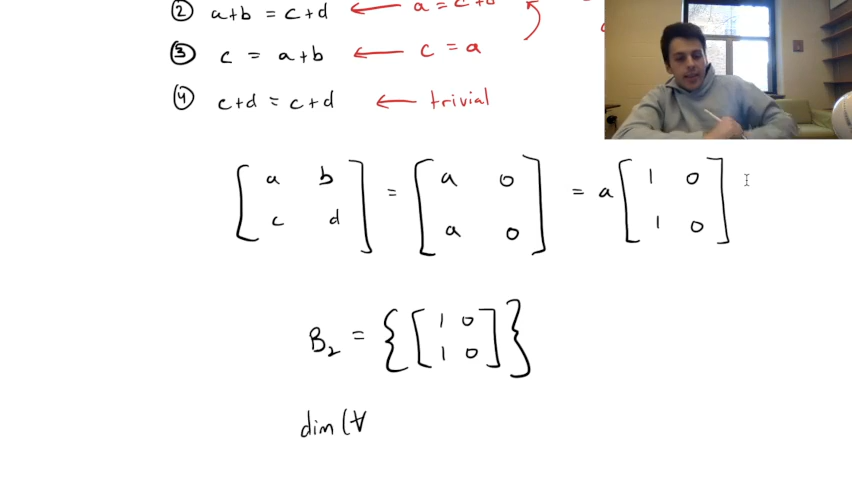 ② a+b = c+d ← a = c+
③ c = a+b ← c = a
④ c+d = c+d ← trivial
[a b; c d] = [a 0; a 0] = a [1 0; 1 0]
B₂ = {[1 0; 1 0]}
dim(∀